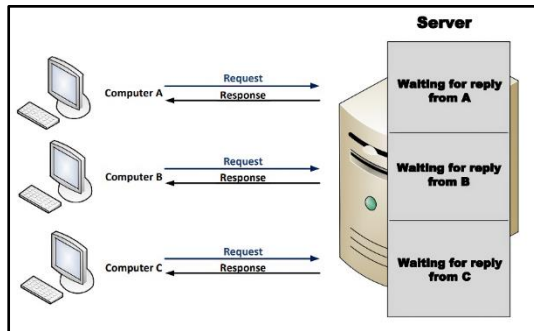 Server
Request
Computer A
Response
Waiting for reply
from A
Request
Computer B
Response
Waiting for reply
from B
Request
Computer C
Response
Waiting for reply
from C